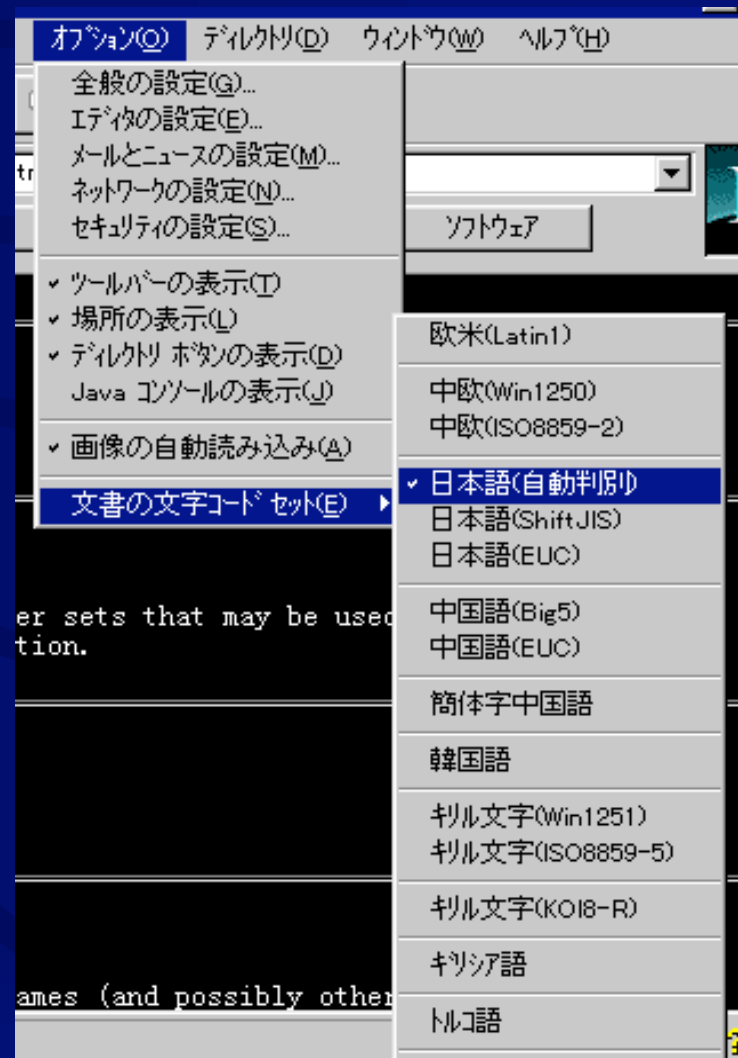 オプション(O) ディレクトリ(D) ウィンドウ(W) ヘルプ(H)
全般の設定(G)...
エディタの設定(E)...
メールとニュースの設定(M)...
ネットワークの設定(N)...
セキュリティの設定(S)...
ソフトウェア
✓ ツールバーの表示(T)
✓ 場所の表示(L)
✓ ディレクトリ ボタンの表示(D)
Java コンソールの表示(J)
✓ 画像の自動読み込み(A)
文書の文字コード セット(E)
欧米(Latin1)
中欧(Win1250)
中欧(ISO8859-2)
✓ 日本語(自動判別)
日本語(ShiftJIS)
日本語(EUC)
中国語(Big5)
中国語(EUC)
簡体字中国語
韓国語
キリル文字(Win1251)
キリル文字(ISO8859-5)
キリル文字(KOI8-R)
ギリシア語
トルコ語
er sets that may be used
tion.
ames (and possibly other